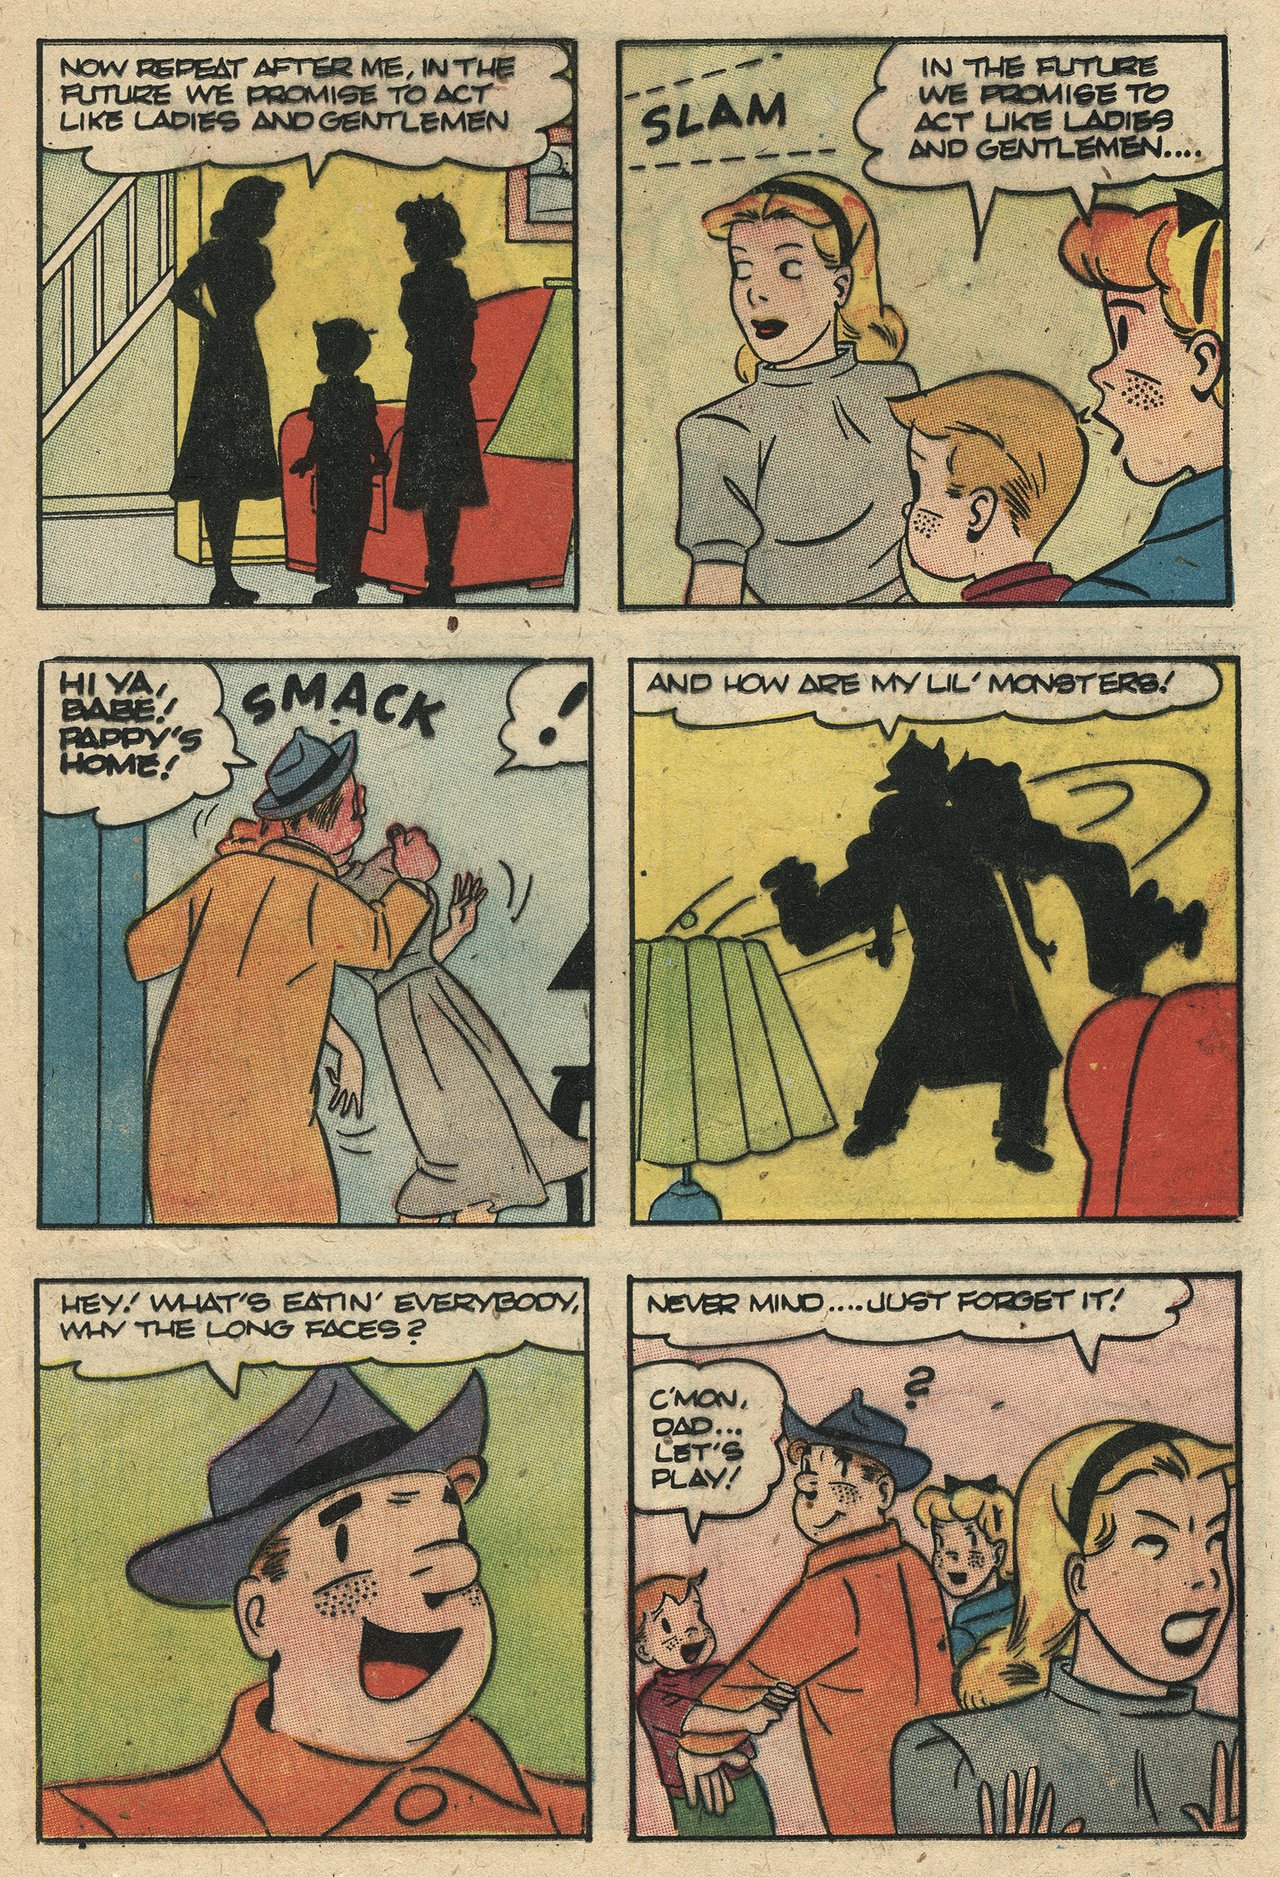 NOW REPEAT AFTER ME, IN THE
FUTURE WE PROMISE TO ACT
LIKE LADIES AND GENTLEMEN
SLAM
IN THE FUTURE
WE PROMISE TO
ACT LIKE LADIES
AND GENTLEMEN....
HI YA,
BABE!
PAPPY'S
HOME!
SMACK
!
AND HOW ARE MY LIL' MONSTERS!
HEY! WHAT'S EATIN' EVERYBODY,
WHY THE LONG FACES?
NEVER MIND....JUST FORGET IT!
C'MON,
DAD...
LET'S
PLAY!
?